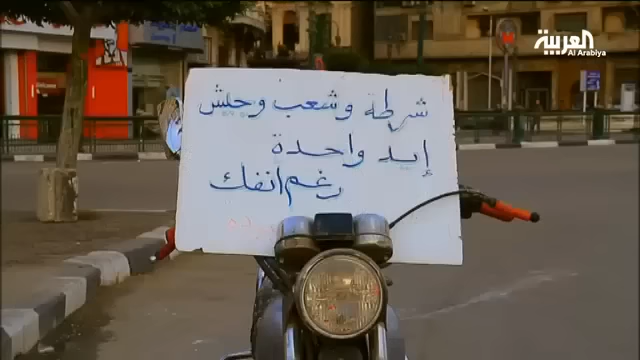 العربية
Al Arabiya
شرطة وشعب وجيش
إيد واحدة
رغم انفك